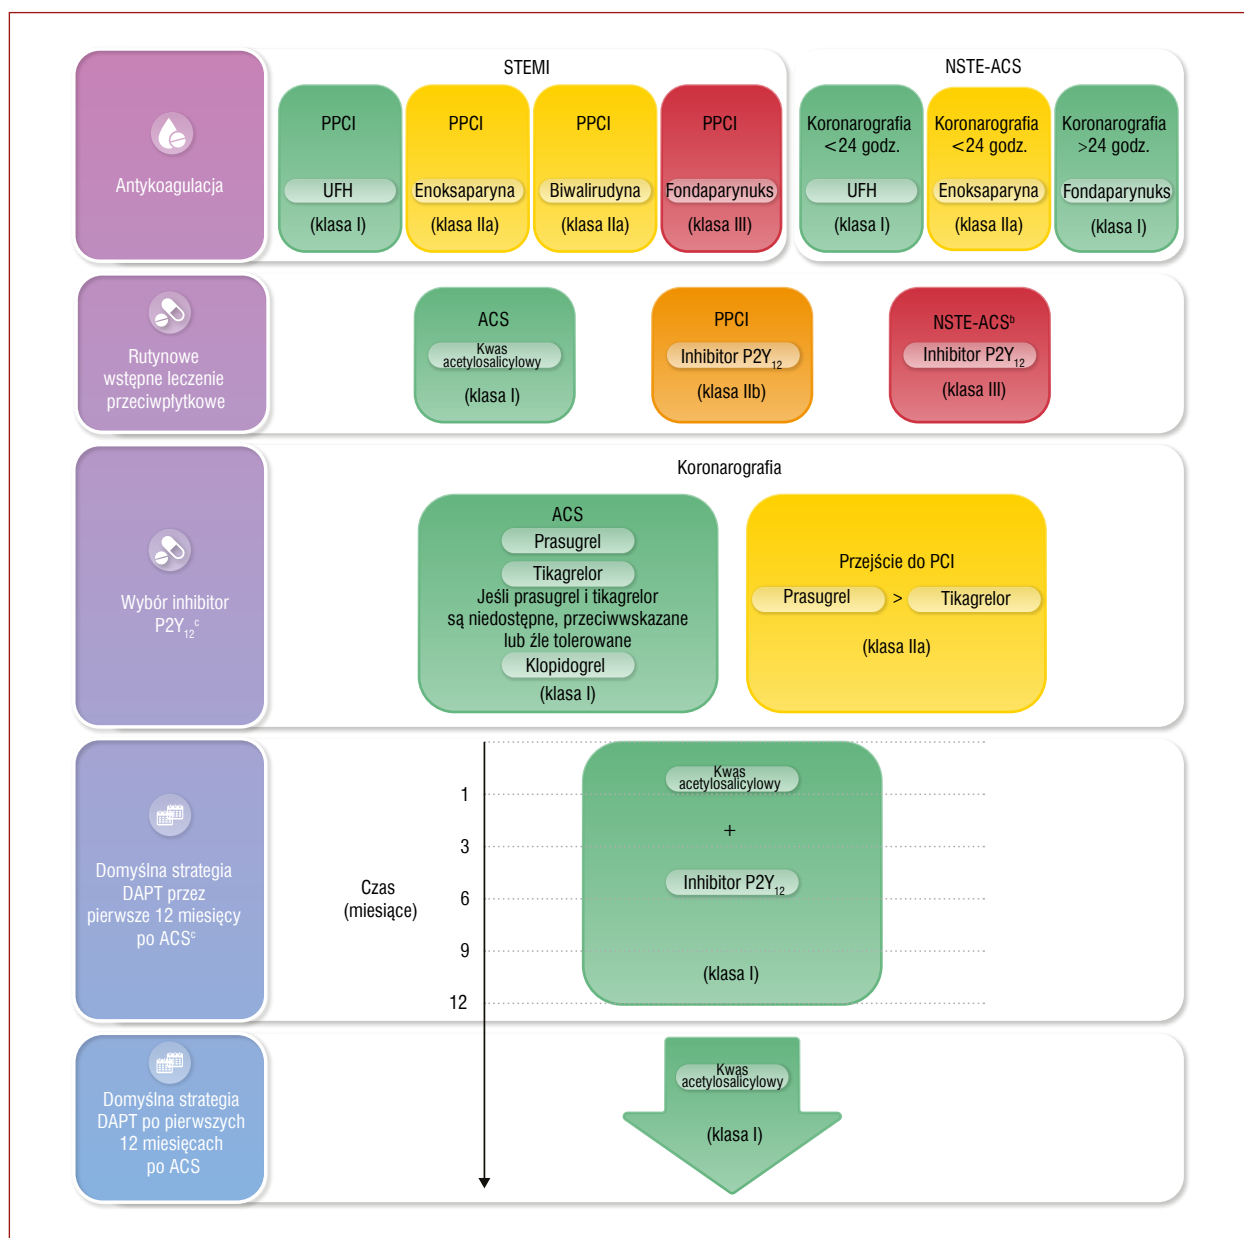 STEMI
NSTE-ACS
Antykoagulacja
PPCI
UFH
(klasa I)
PPCI
Enoksaparyna
(klasa IIa)
PPCI
Biwalirudyna
(klasa IIa)
PPCI
Fondaparynuks
(klasa III)
Koronarografia
<24 godz.
UFH
(klasa I)
Koronarografia
<24 godz.
Enoksaparyna
(klasa IIa)
Koronarografia
>24 godz.
Fondaparynuks
(klasa I)
Rutynowe
wstępne leczenie
przeciwpłytkowe
ACS
Kwas
acetylosalicylowy
(klasa I)
PPCI
Inhibitor P2Y₁₂
(klasa IIb)
NSTE-ACSᵇ
Inhibitor P2Y₁₂
(klasa III)
Wybór inhibitor
P2Y₁₂ᶜ
Koronarografia
ACS
Prasugrel
Tikagrelor
Jeśli prasugrel i tikagrelor
są niedostępne, przeciwwskazane
lub źle tolerowane
Klopidogrel
(klasa I)
Przejście do PCI
Prasugrel > Tikagrelor
(klasa IIa)
Domyślna strategia
DAPT przez
pierwsze 12 miesięcy
po ACSᶜ
Czas
(miesiące)
1
3
6
9
12
Kwas
acetylosalicylowy
+
Inhibitor P2Y₁₂
(klasa I)
Domyślna strategia
DAPT po pierwszych
12 miesiącach
po ACS
Kwas
acetylosalicylowy
(klasa I)